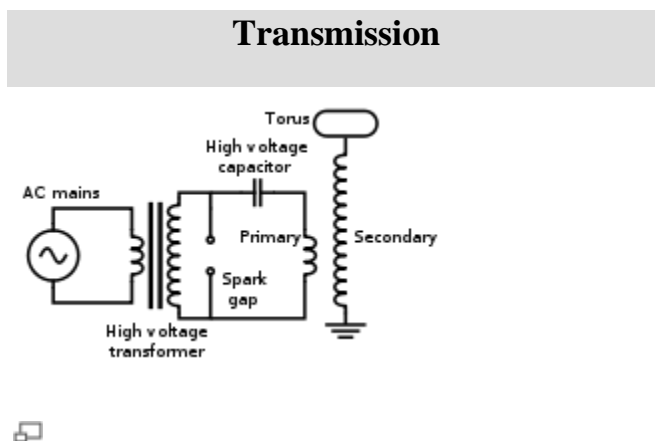 Transmission
Torus
High voltage
capacitor
AC mains
Primary
Secondary
Spark
gap
High voltage
transformer